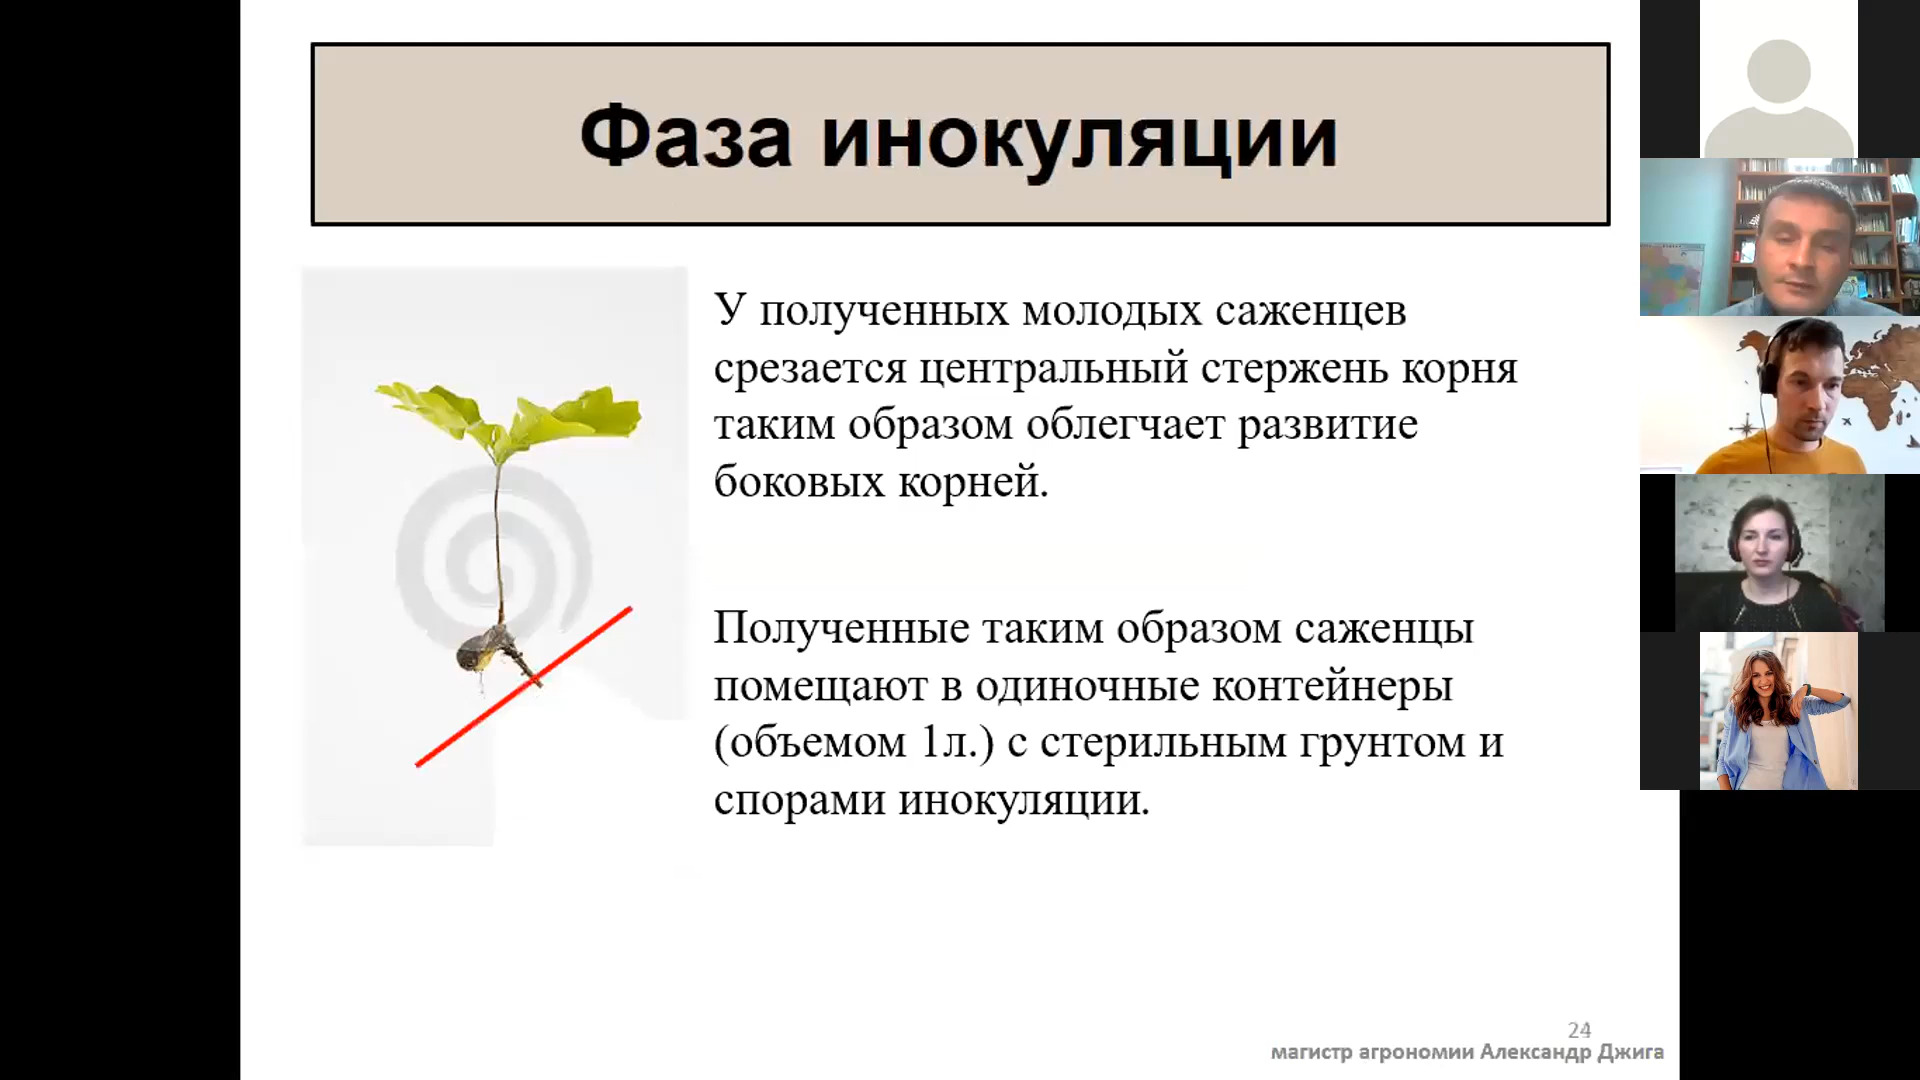 Фаза инокуляции
У полученных молодых саженцев
срезается центральный стержень корня
таким образом облегчает развитие
боковых корней.
Полученные таким образом саженцы
помещают в одиночные контейнеры
(объемом 1л.) с стерильным грунтом и
спорами инокуляции.
24
магистр агрономии Александр Джига